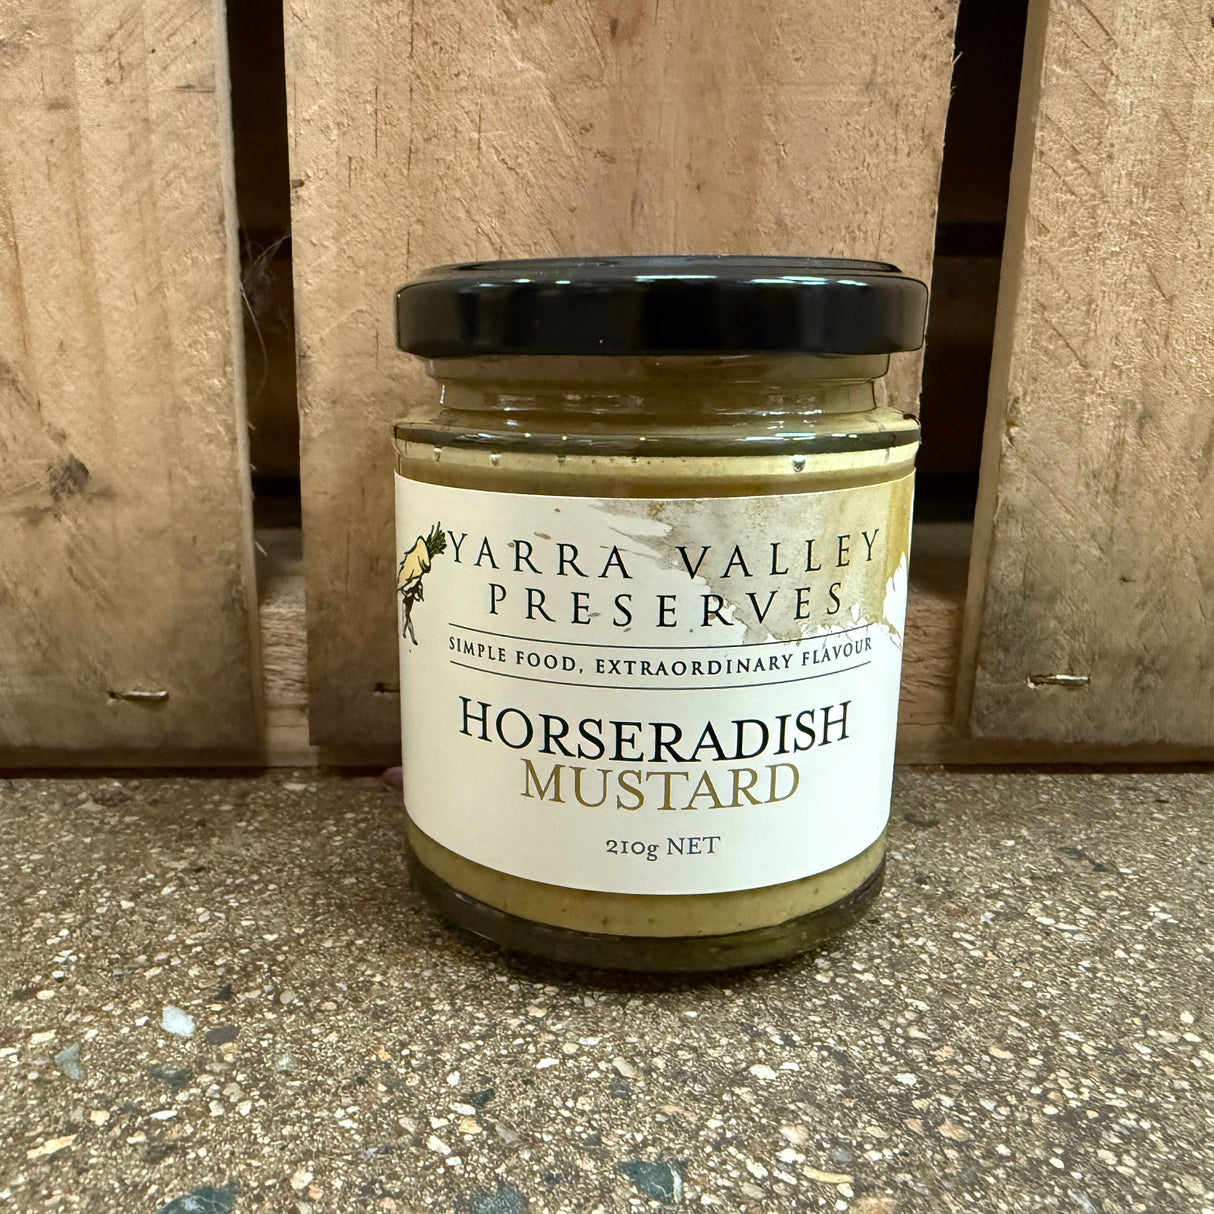 YARRA VALLEY
PRESERVES
SIMPLE FOOD, EXTRAORDINARY FLAVOUR
HORSERADISH
MUSTARD
210g NET